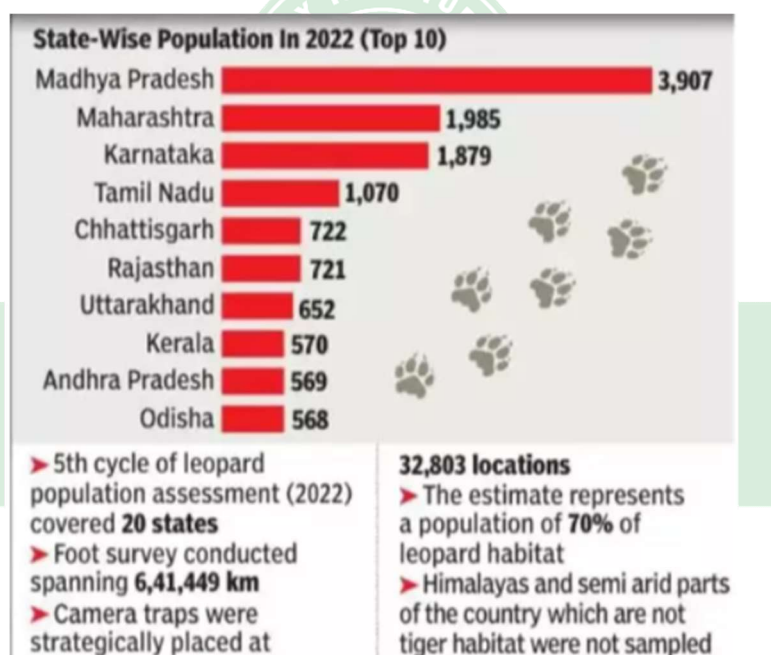 State-Wise Population In 2022 (Top 10)
Madhya Pradesh 3,907
Maharashtra 1,985
Karnataka 1,879
Tamil Nadu 1,070
Chhattisgarh 722
Rajasthan 721
Uttarakhand 652
Kerala 570
Andhra Pradesh 569
Odisha 568
➤ 5th cycle of leopard
population assessment (2022)
covered 20 states
➤ Foot survey conducted
spanning 6,41,449 km
➤ Camera traps were
strategically placed at
32,803 locations
➤ The estimate represents
a population of 70% of
leopard habitat
➤ Himalayas and semi arid parts
of the country which are not
tiger habitat were not sampled